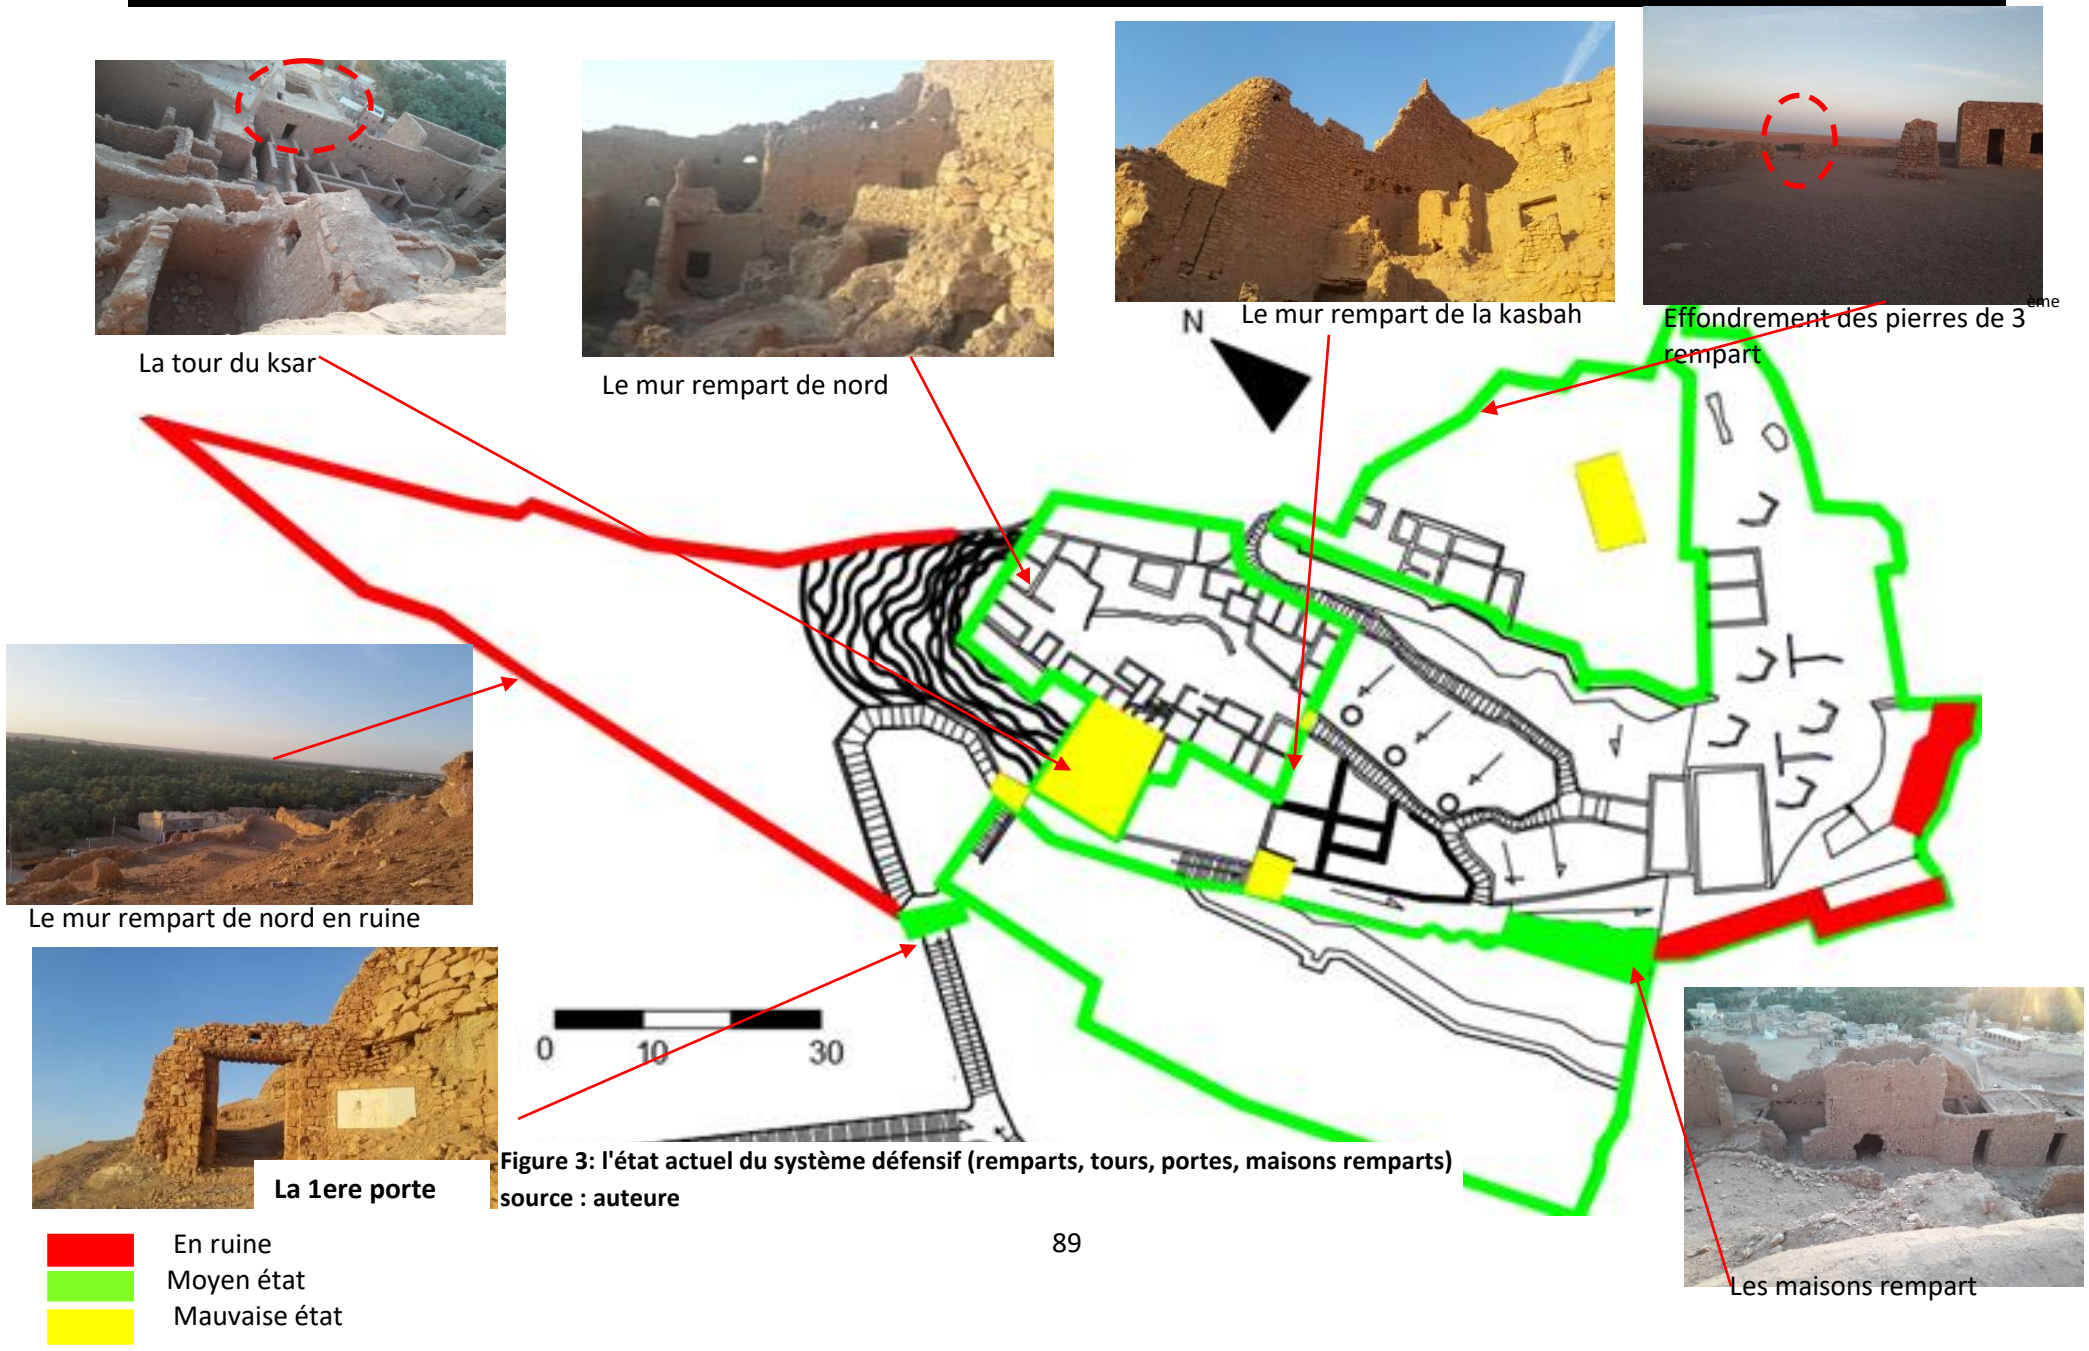 La tour du ksar
Le mur rempart de nord
Le mur rempart de la kasbah
Effondrement des pierres de 3ème
rempart
N
Le mur rempart de nord en ruine
La 1ere porte
0 10 30
Figure 3: l'état actuel du système défensif (remparts, tours, portes, maisons remparts)
source : auteure
Les maisons rempart
En ruine
Moyen état
Mauvaise état
89